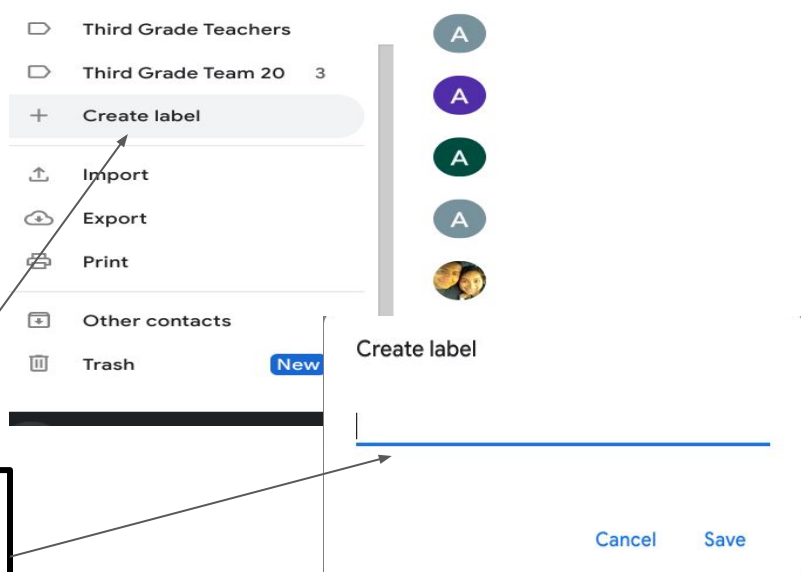 Third Grade Teachers
Third Grade Team 20 3
Create label
Import
Export
Print
Other contacts
Trash New
A
A
A
A
Create label
Cancel Save